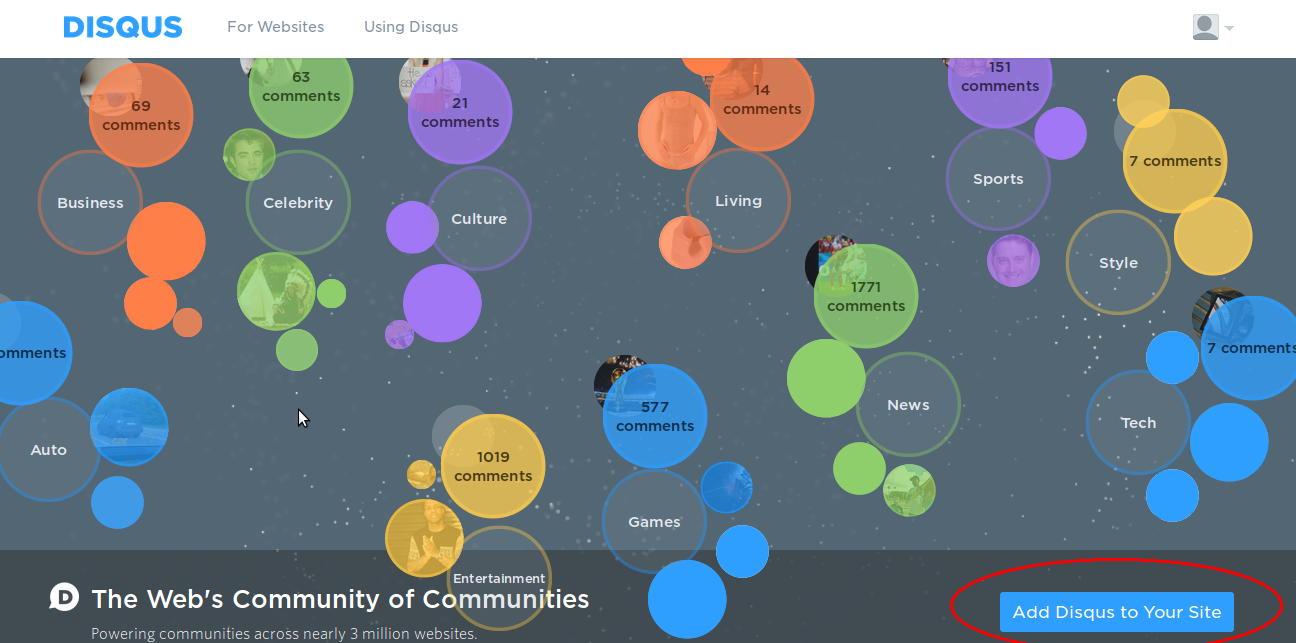 DISQUS
For Websites
Using Disqus
69
comments
63
comments
21
comments
14
comments
151
comments
7 comments
Business
Celebrity
Culture
Living
Sports
Style
1771
comments
omments
577
comments
7 comments
Auto
1019
comments
News
Tech
Games
Entertainment
The Web's Community of Communities
Add Disqus to Your Site
Powering communities across nearly 3 million websites.